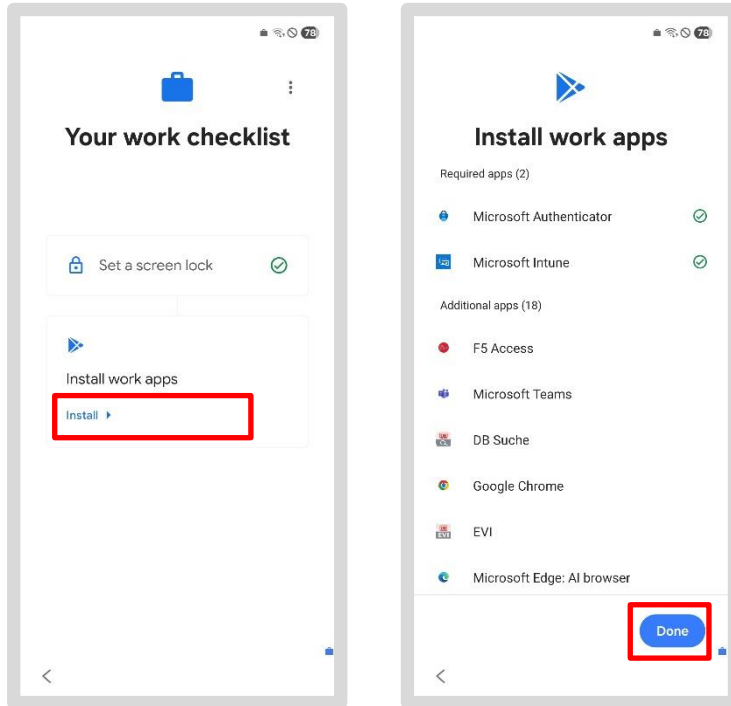 78
Your work checklist
Set a screen lock
Install work apps
Install
78
Install work apps
Required apps (2)
Microsoft Authenticator
Microsoft Intune
Additional apps (18)
F5 Access
Microsoft Teams
DB Suche
Google Chrome
EVI
Microsoft Edge: AI browser
Done